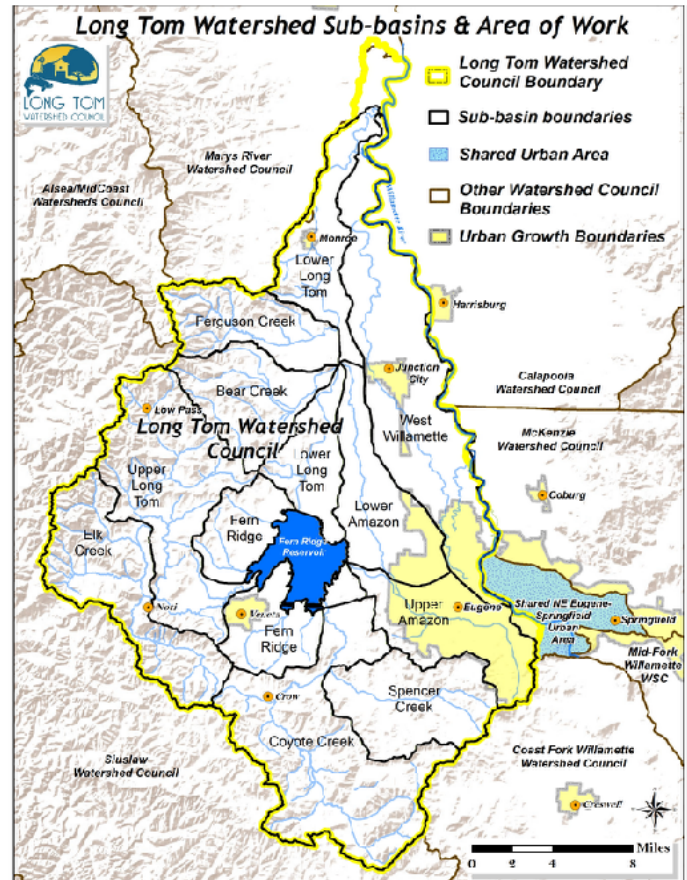 Long Tom Watershed Sub-basins & Area of Work
LONG TOM
WATERSHED COUNCIL
Long Tom Watershed
Council Boundary
Sub-basin boundaries
Shared Urban Area
Other Watershed Council
Boundaries
Urban Growth Boundaries
Marys River
Watershed Council
Alsea/MidCoast
Watersheds Council
Willamette River
Monroe
Lower
Long
Tom
Harrisburg
Ferguson Creek
Junction
City
Calapooia
Watershed Council
Bear Creek
Low Pass
Long Tom Watershed
Council
West
Willamette
McKenzie
Watershed Council
Upper
Long
Tom
Lower
Long
Tom
Coburg
Lower
Amazon
Fern
Ridge
Elk
Creek
Fern Ridge
Reservoir
Noti
Veneta
Upper
Amazon
Eugene
Shared NE Eugene-
Springfield
Urban
Area
Springfield
Fern
Ridge
Mid-Fork
Willamette
WSC
Crow
Spencer
Creek
Coyote Creek
Siuslaw
Watershed Council
Coast Fork Willamette
Watershed Council
Creswell
Miles
0 2 4 8